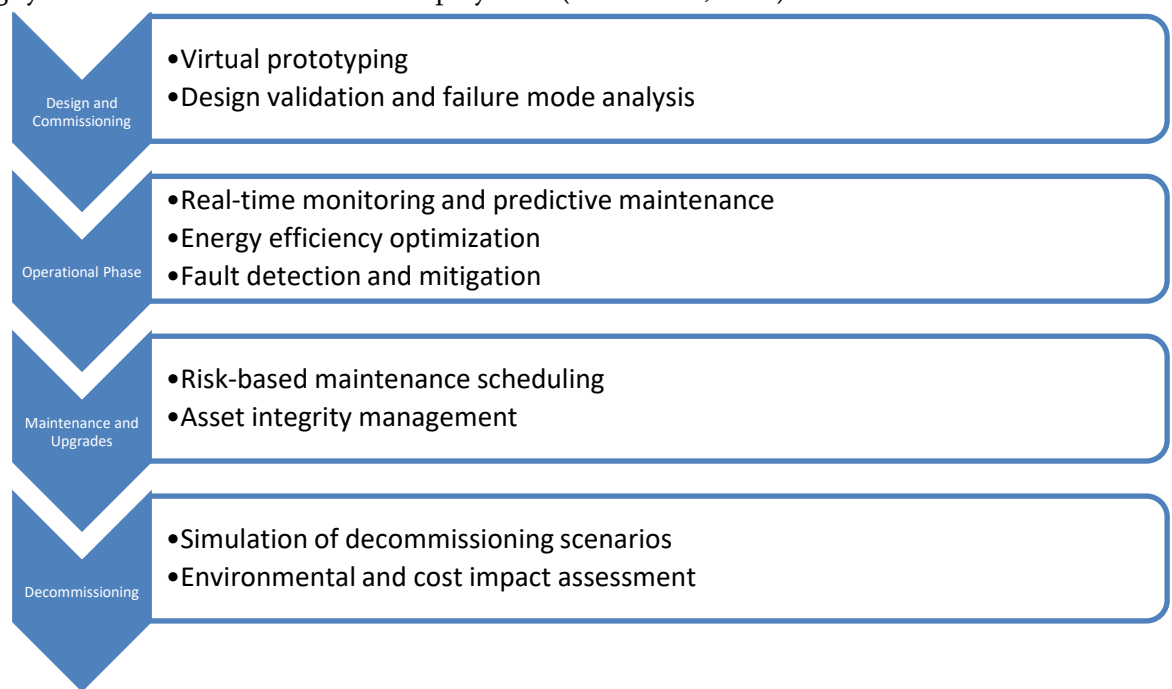 Design and
Commissioning
•Virtual prototyping
•Design validation and failure mode analysis
Operational Phase
•Real-time monitoring and predictive maintenance
•Energy efficiency optimization
•Fault detection and mitigation
Maintenance and
Upgrades
•Risk-based maintenance scheduling
•Asset integrity management
Decommissioning
•Simulation of decommissioning scenarios
•Environmental and cost impact assessment